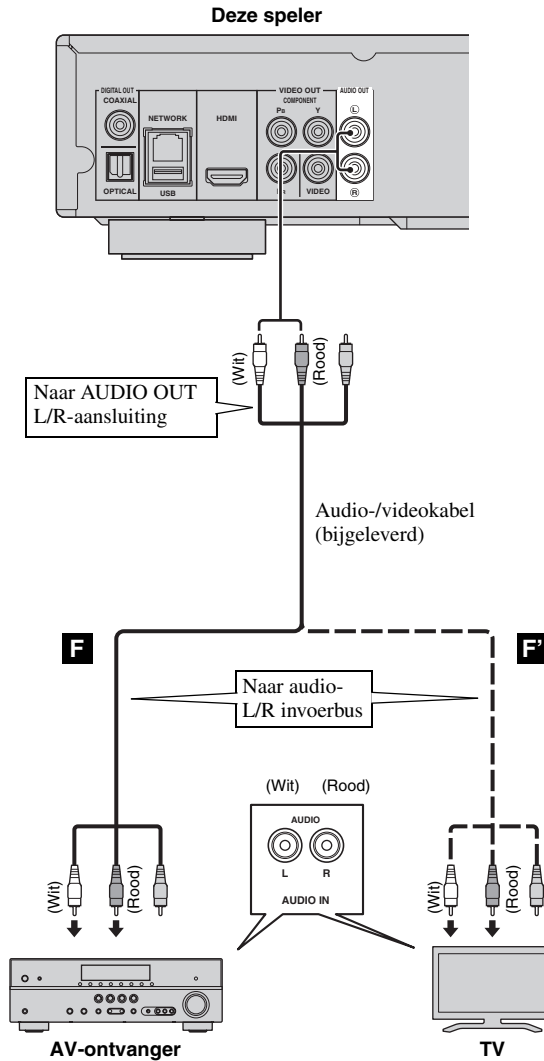 Deze speler
DIGITAL OUT
COAXIAL
OPTICAL
NETWORK
USB
HDMI
VIDEO OUT
COMPONENT
PB
Y
VIDEO
AUDIO OUT
L
R
(Wit)
(Rood)
Naar AUDIO OUT
L/R-aansluiting
Audio-/videokabel
(bijgeleverd)
F
F'
Naar audio-
L/R invoerbus
(Wit)
(Rood)
AUDIO
L
R
AUDIO IN
(Wit)
(Rood)
(Wit)
(Rood)
AV-ontvanger
TV